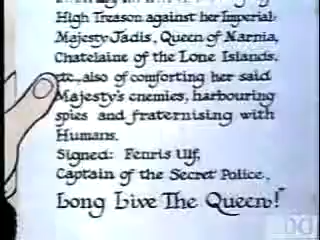 High Treason against her Imperial
Majesty Jadis, Queen of Narnia,
Chatelaine of the Lone Islands,
etc., also of comforting her said
Majesty's enemies, harbouring
spies and fraternising with
Humans.
Signed: Fenris Ulf,
Captain of the Secret Police,
Long Live The Queen!"